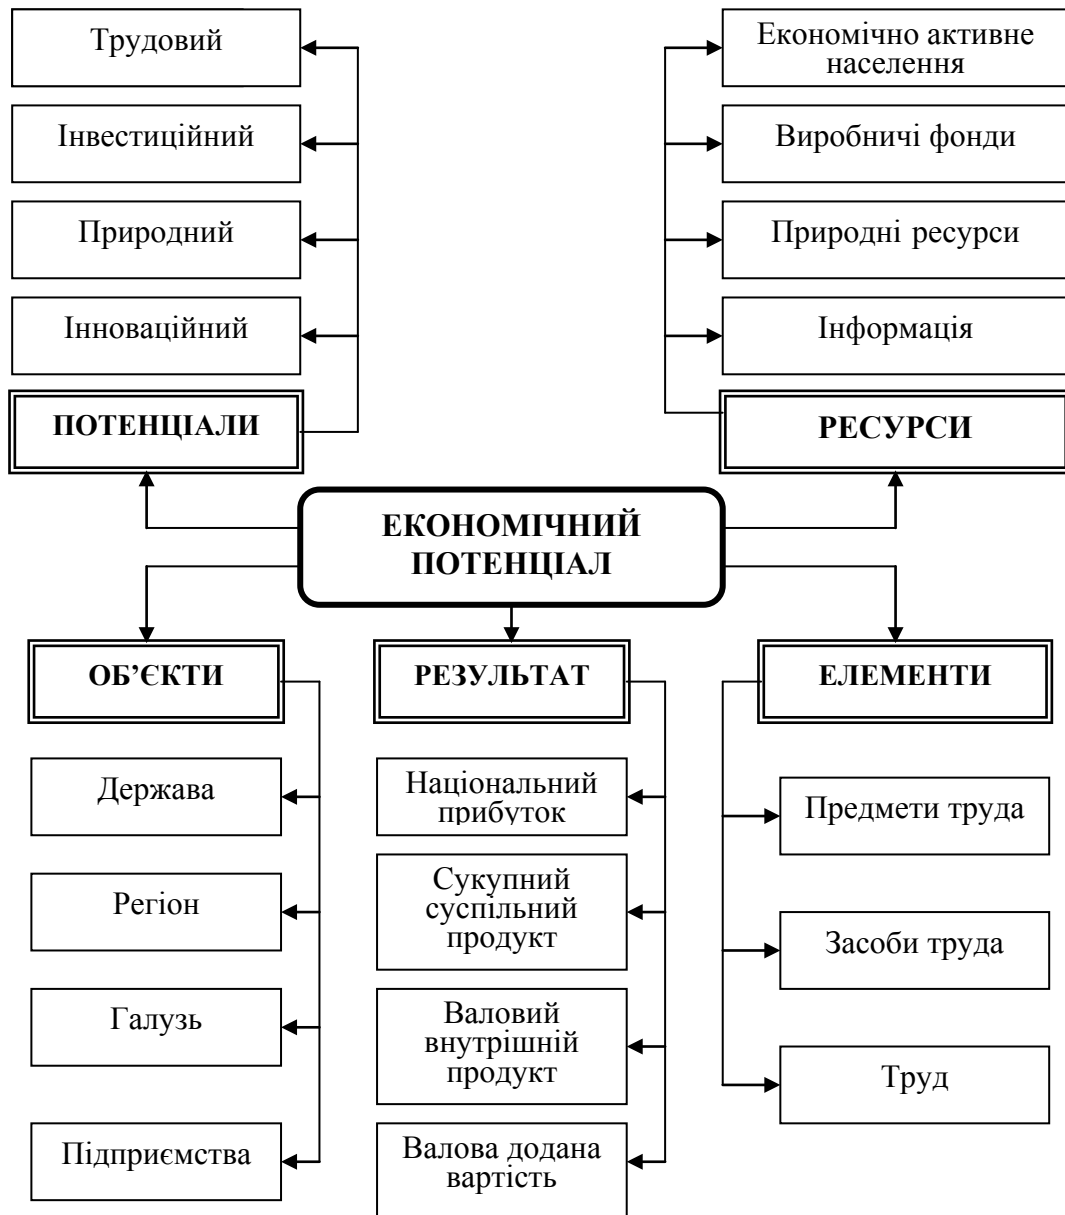 Трудовий
Інвестиційний
Природний
Інноваційний
ПОТЕНЦІАЛИ
Економічно активне
населення
Виробничі фонди
Природні ресурси
Інформація
РЕСУРСИ
ЕКОНОМІЧНИЙ
ПОТЕНЦІАЛ
ОБ’ЄКТИ
Держава
Регіон
Галузь
Підприємства
РЕЗУЛЬТАТ
Національний
прибуток
Сукупний
суспільний
продукт
Валовий
внутрішній
продукт
Валова додана
вартість
ЕЛЕМЕНТИ
Предмети труда
Засоби труда
Труд